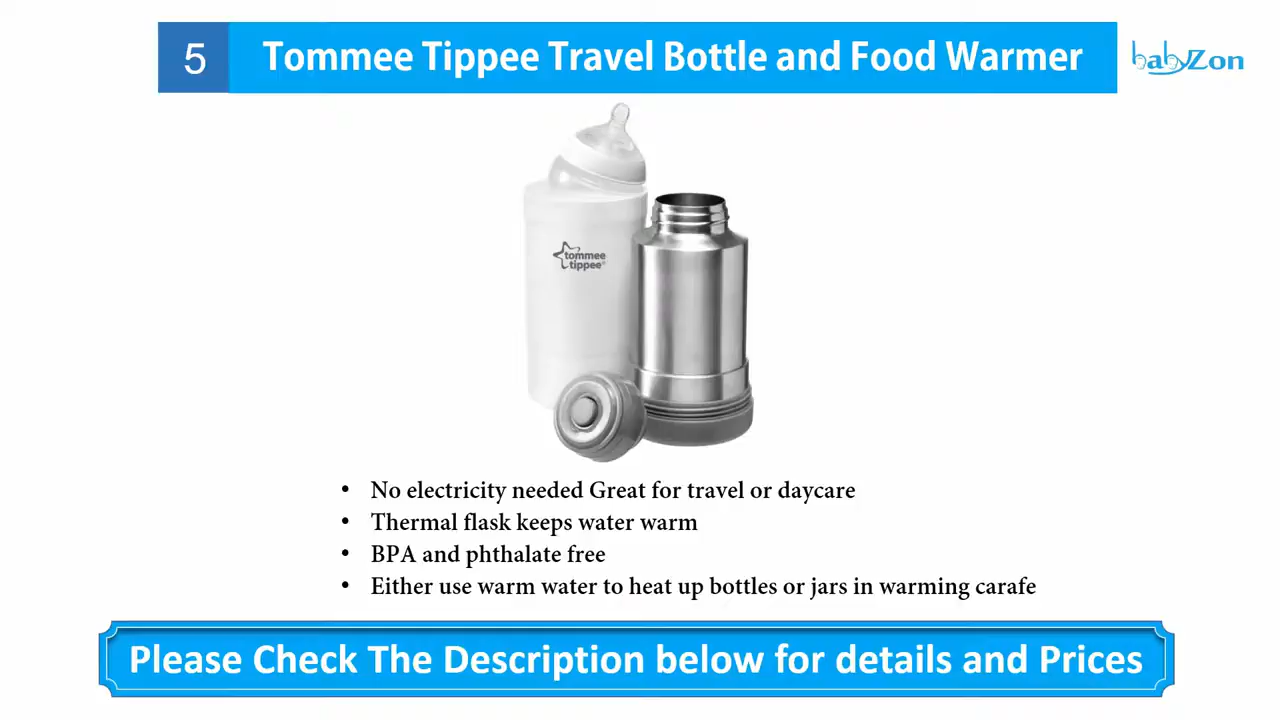 5
Tommee Tippee Travel Bottle and Food Warmer
babyZon
tommee
tippee®
• No electricity needed Great for travel or daycare
• Thermal flask keeps water warm
• BPA and phthalate free
• Either use warm water to heat up bottles or jars in warming carafe
Please Check The Description below for details and Prices